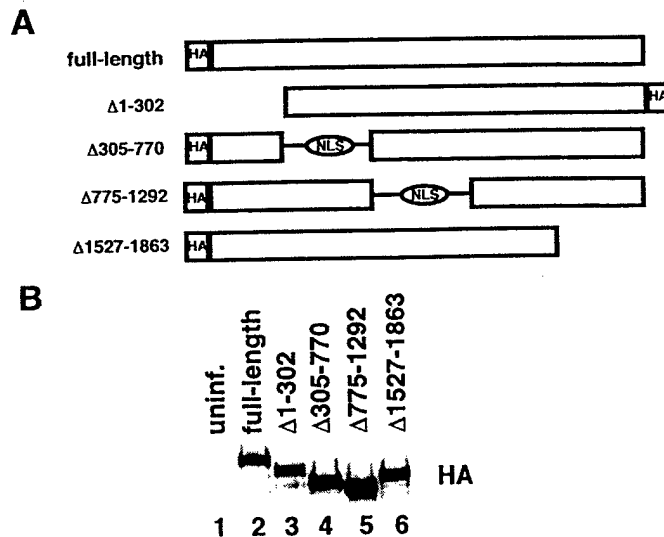 A
full-length HA
Δ1-302 HA
Δ305-770 HA NLS
Δ775-1292 HA NLS
Δ1527-1863 HA
B
uninf. full-length Δ1-302 Δ305-770 Δ775-1292 Δ1527-1863
HA
1 2 3 4 5 6